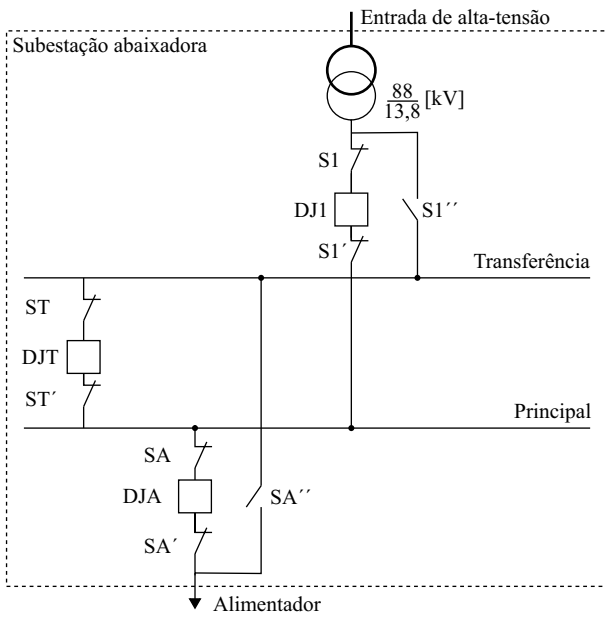 Entrada de alta-tensão
Subestação abaixadora
88
13,8 [kV]
S1
DJ1
S1´´
S1´
Transferência
ST
DJT
ST´
Principal
SA
DJA
SA´´
SA´
Alimentador